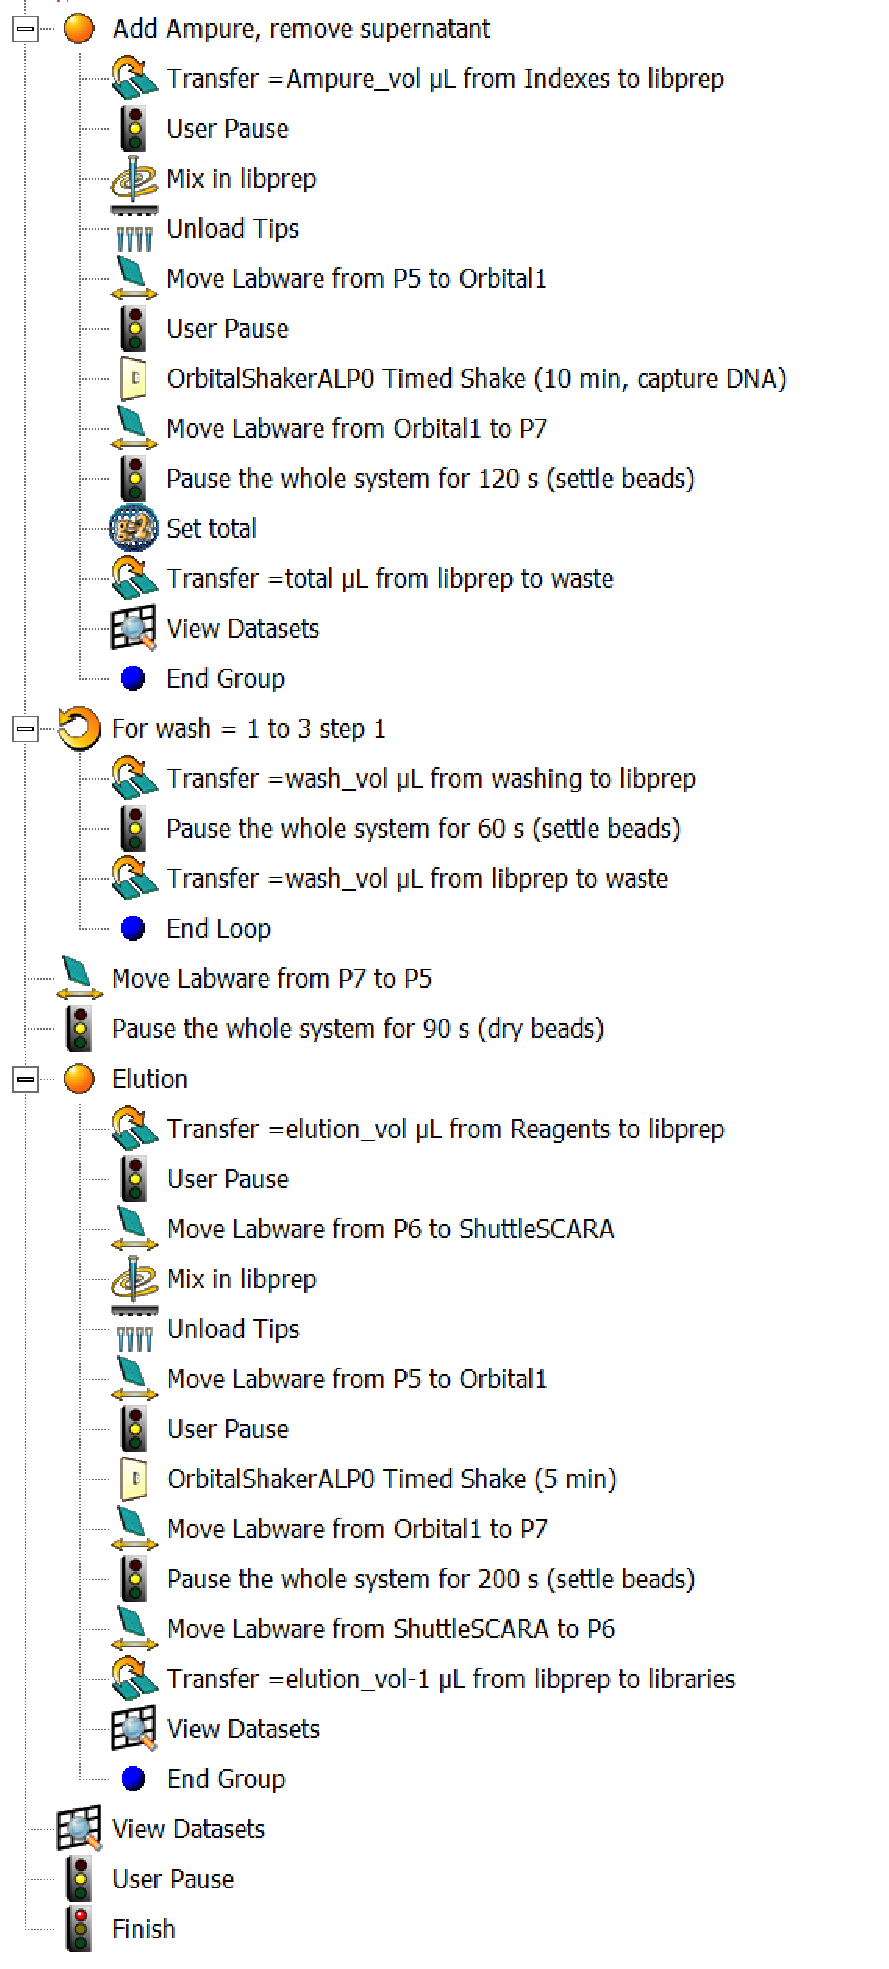 Add Ampure, remove supernatant
Transfer =Ampure_vol µL from Indexes to libprep
User Pause
Mix in libprep
Unload Tips
Move Labware from P5 to Orbital1
User Pause
OrbitalShakerALP0 Timed Shake (10 min, capture DNA)
Move Labware from Orbital1 to P7
Pause the whole system for 120 s (settle beads)
Set total
Transfer =total µL from libprep to waste
View Datasets
End Group
For wash = 1 to 3 step 1
Transfer =wash_vol µL from washing to libprep
Pause the whole system for 60 s (settle beads)
Transfer =wash_vol µL from libprep to waste
End Loop
Move Labware from P7 to P5
Pause the whole system for 90 s (dry beads)
Elution
Transfer =elution_vol µL from Reagents to libprep
User Pause
Move Labware from P6 to ShuttleSCARA
Mix in libprep
Unload Tips
Move Labware from P5 to Orbital1
User Pause
OrbitalShakerALP0 Timed Shake (5 min)
Move Labware from Orbital1 to P7
Pause the whole system for 200 s (settle beads)
Move Labware from ShuttleSCARA to P6
Transfer =elution_vol-1 µL from libprep to libraries
View Datasets
End Group
View Datasets
User Pause
Finish